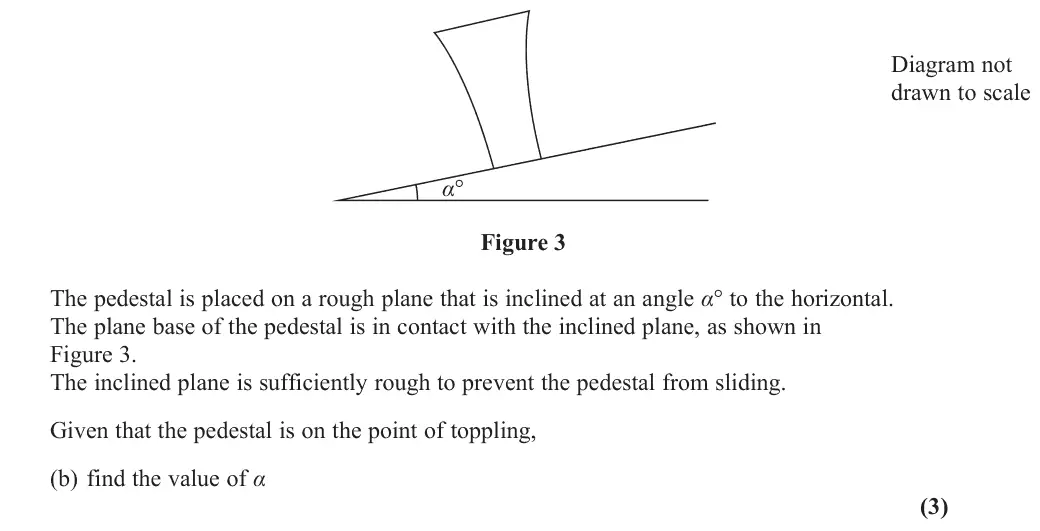 Diagram not
drawn to scale
α°
Figure 3
The pedestal is placed on a rough plane that is inclined at an angle α° to the horizontal.
The plane base of the pedestal is in contact with the inclined plane, as shown in
Figure 3.
The inclined plane is sufficiently rough to prevent the pedestal from sliding.
Given that the pedestal is on the point of toppling,
(b) find the value of α
(3)